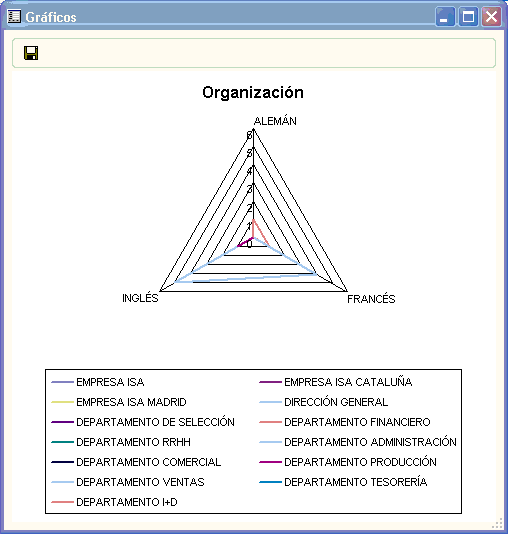 Gráficos
Organización
ALEMÁN
6
5
4
3
2
1
0
INGLÉS
FRANCÉS
EMPRESA ISA
EMPRESA ISA CATALUÑA
EMPRESA ISA MADRID
DIRECCIÓN GENERAL
DEPARTAMENTO DE SELECCIÓN
DEPARTAMENTO FINANCIERO
DEPARTAMENTO RRHH
DEPARTAMENTO ADMINISTRACIÓN
DEPARTAMENTO COMERCIAL
DEPARTAMENTO PRODUCCIÓN
DEPARTAMENTO VENTAS
DEPARTAMENTO TESORERÍA
DEPARTAMENTO I+D